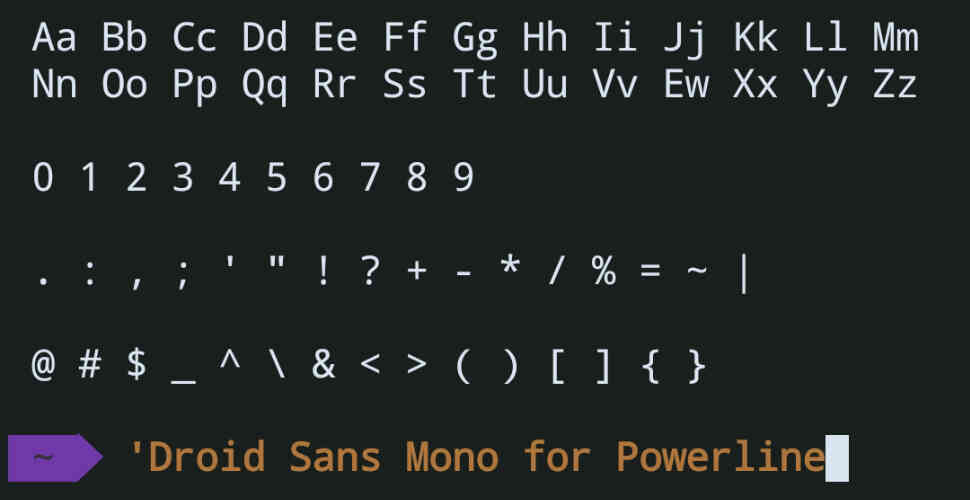 Aa Bb Cc Dd Ee Ff Gg Hh Ii Jj Kk Ll Mm
Nn Oo Pp Qq Rr Ss Tt Uu Vv Ew Xx Yy Zz
0 1 2 3 4 5 6 7 8 9
. : , ; ' " ! ? + - * / % = ~ |
@ # $ _ ^ \ & < > ( ) [ ] { }
~ 'Droid Sans Mono for Powerline